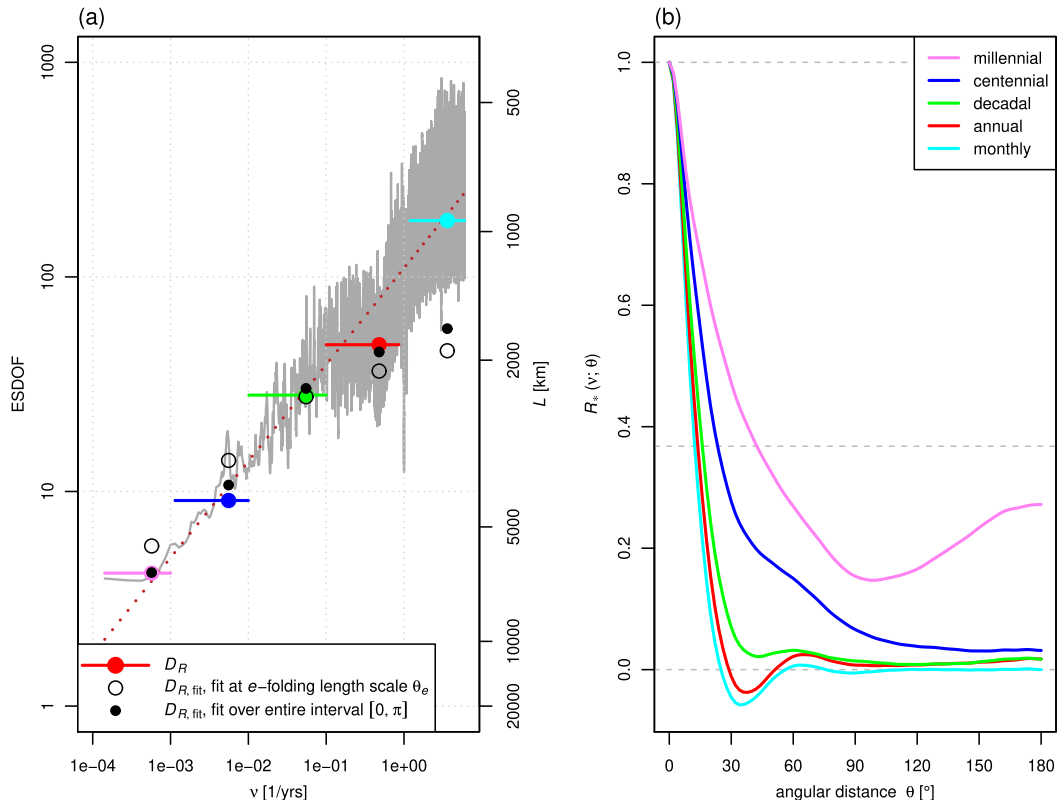 (a)
1000
100
10
1
ESDOF
500
1000
2000
5000
10000
20000
L [km]
D_R
D_R, fit, fit at e−folding length scale θ_e
D_R, fit, fit over entire interval [0, π]
1e−04 1e−03 1e−02 1e−01 1e+00
ν [1/yrs]
(b)
millennial
centennial
decadal
annual
monthly
1.0
0.8
0.6
0.4
0.2
0.0
R∗ (ν; θ)
0 30 60 90 120 150 180
angular distance θ [°]